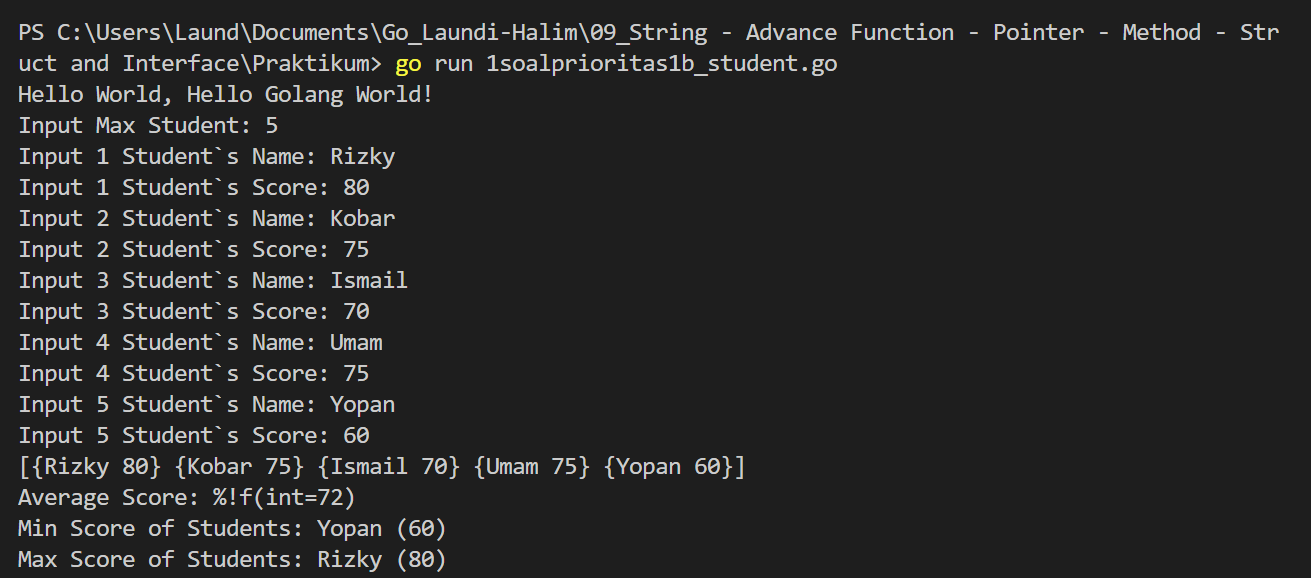 PS C:\Users\Laund\Documents\Go_Laundi-Halim\09_String - Advance Function - Pointer - Method - Str
uct and Interface\Praktikum> go run 1soalprioritas1b_student.go
Hello World, Hello Golang World!
Input Max Student: 5
Input 1 Student`s Name: Rizky
Input 1 Student`s Score: 80
Input 2 Student`s Name: Kobar
Input 2 Student`s Score: 75
Input 3 Student`s Name: Ismail
Input 3 Student`s Score: 70
Input 4 Student`s Name: Umam
Input 4 Student`s Score: 75
Input 5 Student`s Name: Yopan
Input 5 Student`s Score: 60
[{Rizky 80} {Kobar 75} {Ismail 70} {Umam 75} {Yopan 60}]
Average Score: %!f(int=72)
Min Score of Students: Yopan (60)
Max Score of Students: Rizky (80)